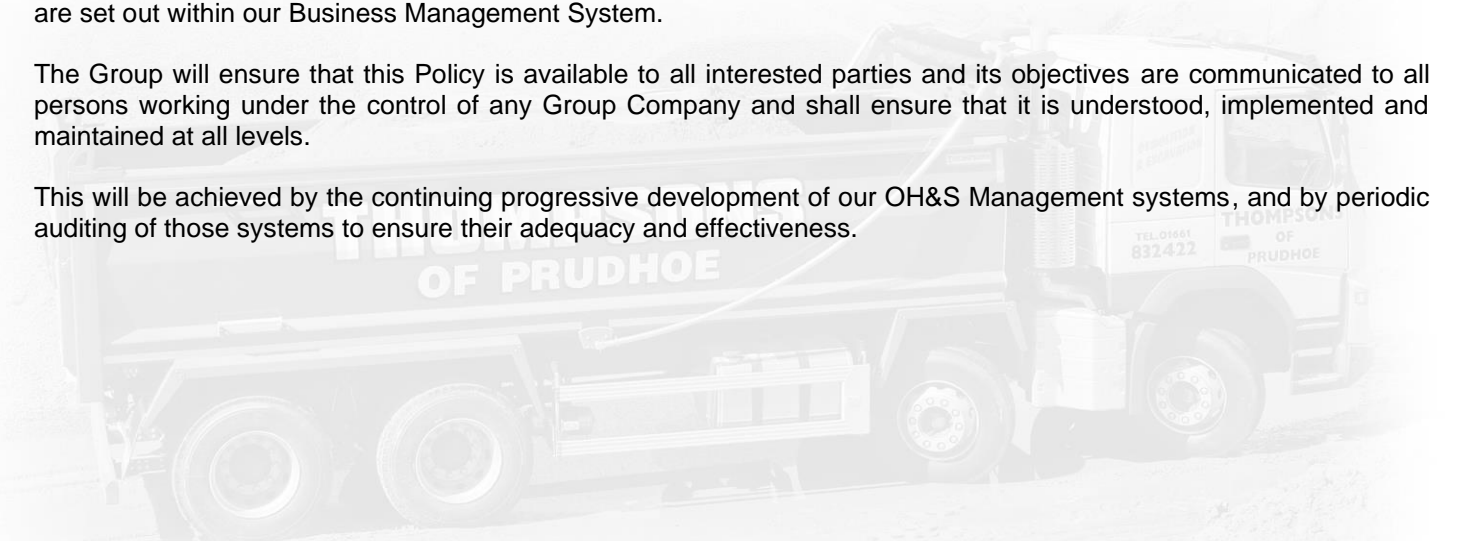 are set out within our Business Management System.
The Group will ensure that this Policy is available to all interested parties and its objectives are communicated to all
persons working under the control of any Group Company and shall ensure that it is understood, implemented and
maintained at all levels.
This will be achieved by the continuing progressive development of our OH&S Management systems, and by periodic
auditing of those systems to ensure their adequacy and effectiveness.
THOMPSONS
OF PRUDHOE
TEL.01661
832422
THOMPSONS
OF
PRUDHOE